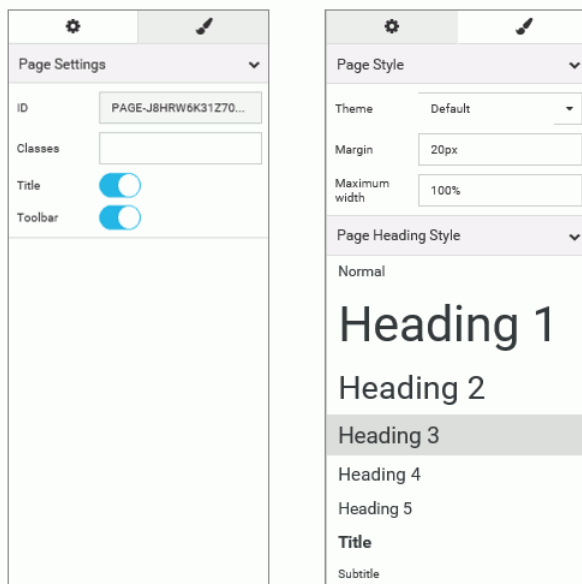 Page Settings
ID
PAGE-J8HRW6K31Z70...
Classes
Title
Toolbar
Page Style
Theme
Default
Margin
20px
Maximum
width
100%
Page Heading Style
Normal
Heading 1
Heading 2
Heading 3
Heading 4
Heading 5
Title
Subtitle